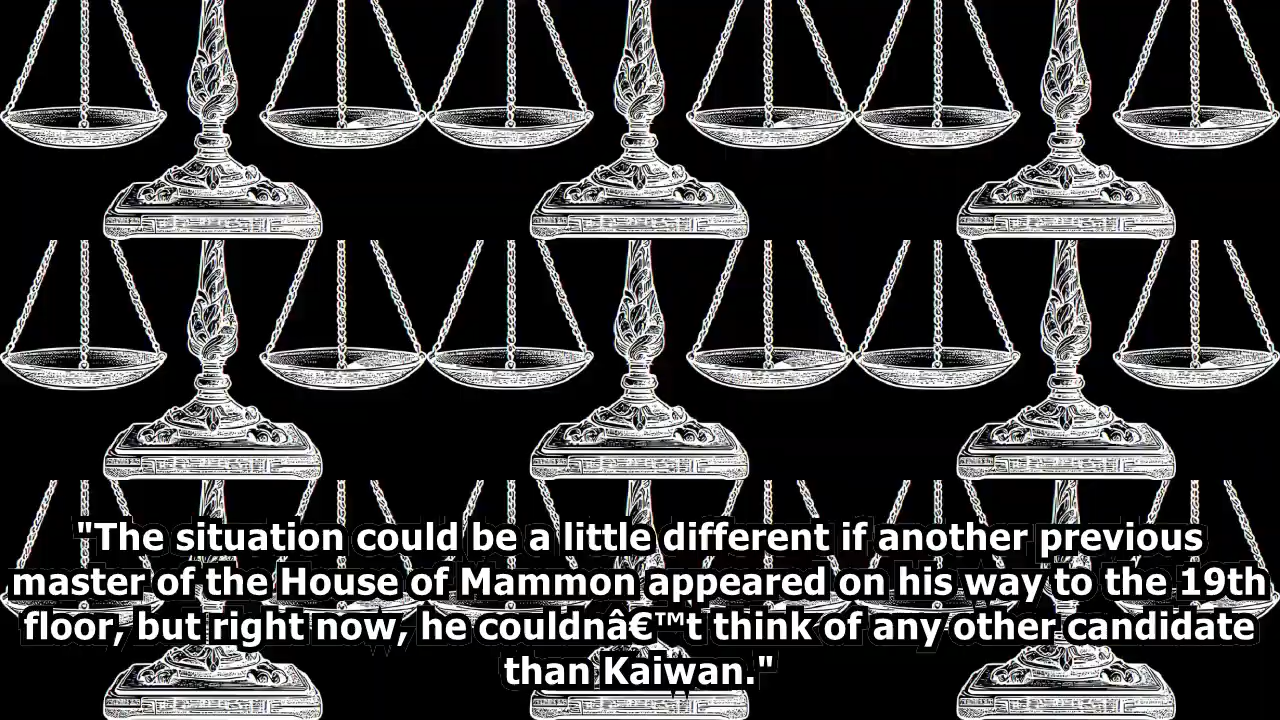 "The situation could be a little different if another previous
master of the House of Mammon appeared on his way to the 19th
floor, but right now, he couldnâ€™t think of any other candidate
than Kaiwan."